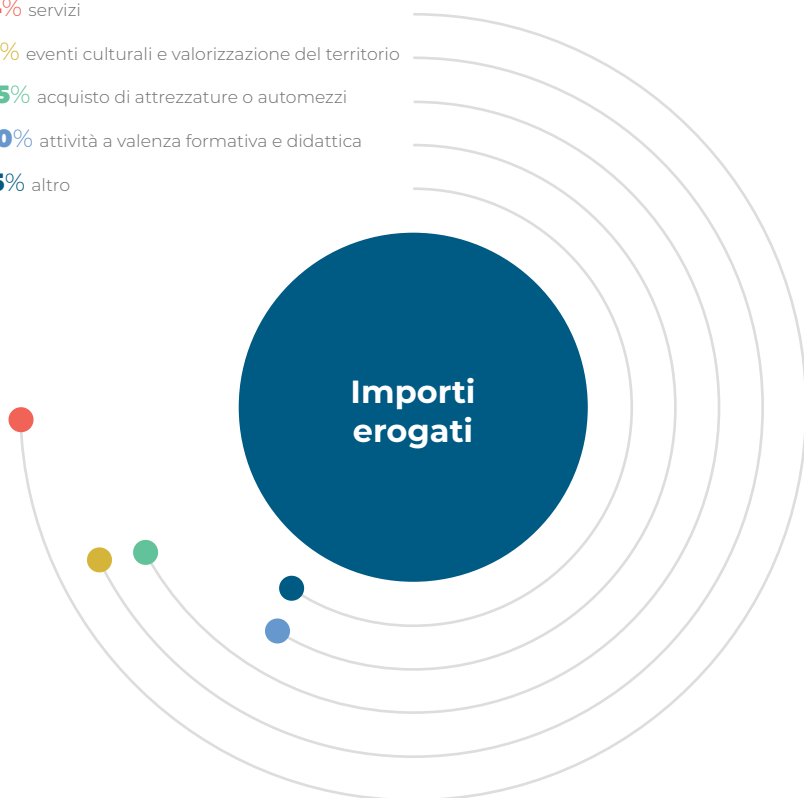 % servizi
% eventi culturali e valorizzazione del territorio
5% acquisto di attrezzature o automezzi
0% attività a valenza formativa e didattica
5% altro
Importi
erogati